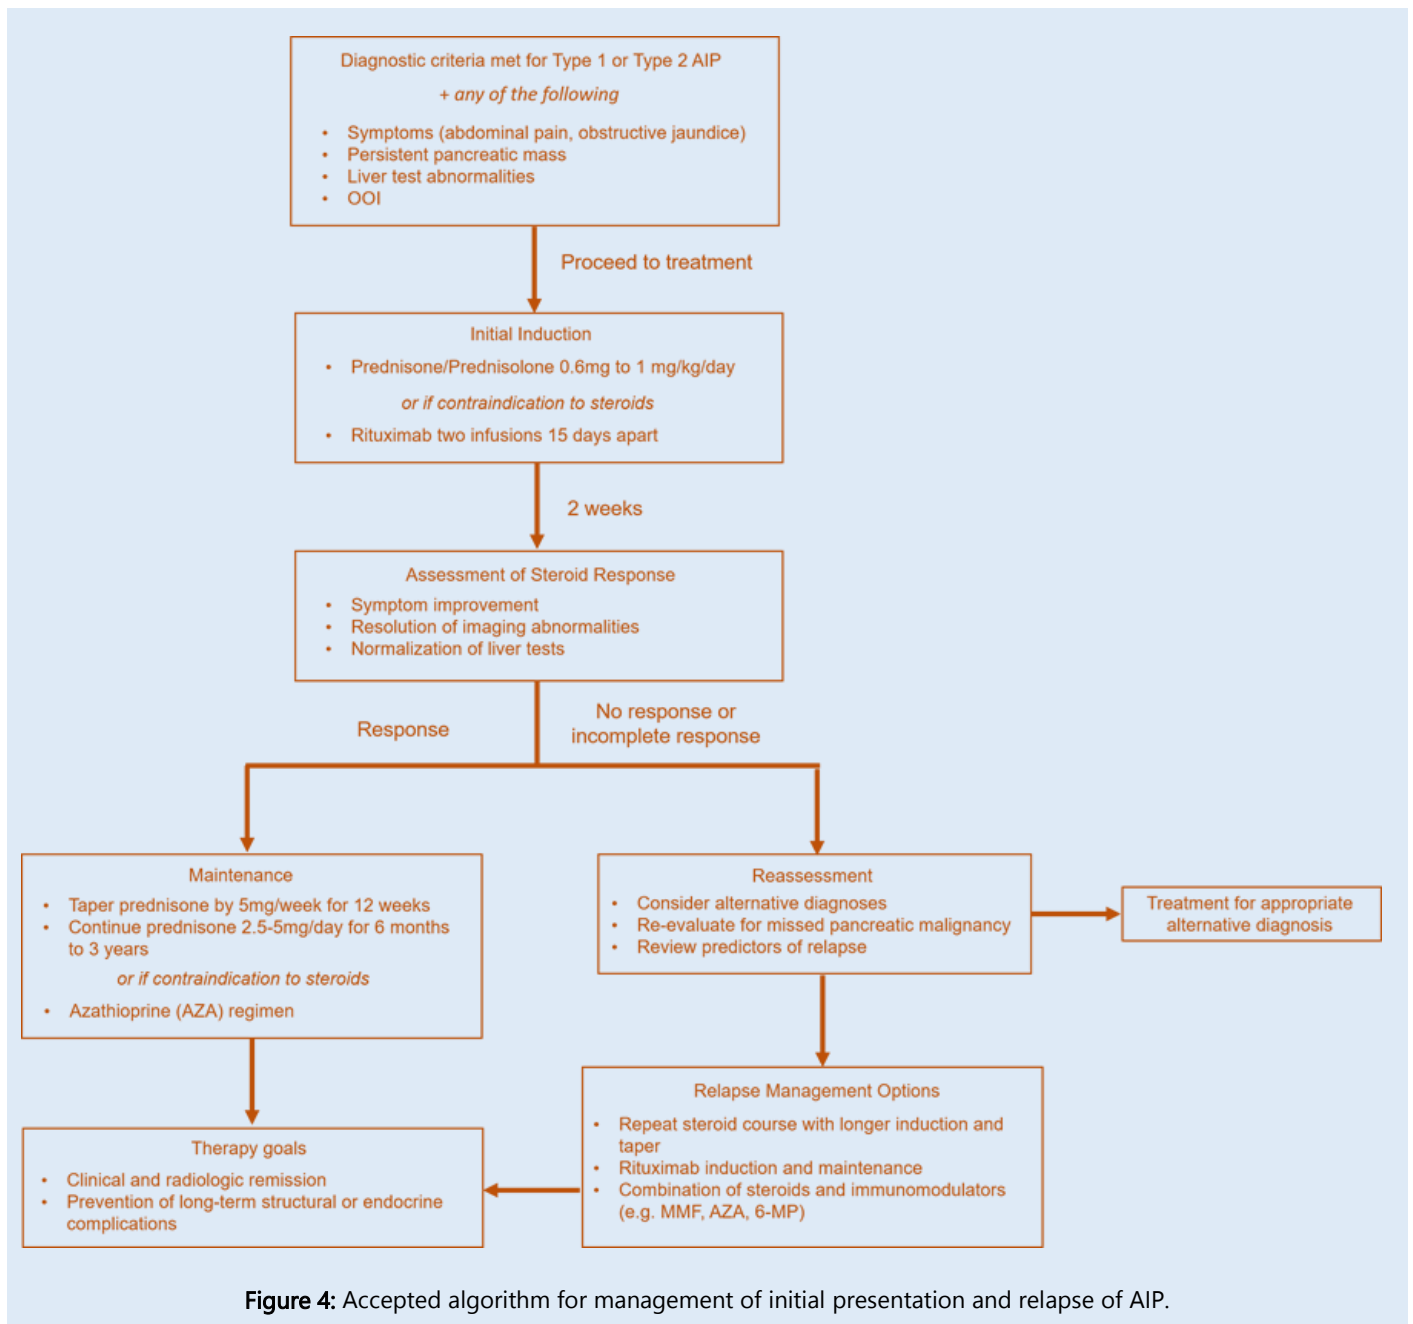 Diagnostic criteria met for Type 1 or Type 2 AIP
+ any of the following
• Symptoms (abdominal pain, obstructive jaundice)
• Persistent pancreatic mass
• Liver test abnormalities
• OOI
Proceed to treatment
Initial Induction
• Prednisone/Prednisolone 0.6mg to 1 mg/kg/day
or if contraindication to steroids
• Rituximab two infusions 15 days apart
2 weeks
Assessment of Steroid Response
• Symptom improvement
• Resolution of imaging abnormalities
• Normalization of liver tests
Response
No response or
incomplete response
Maintenance
• Taper prednisone by 5mg/week for 12 weeks
• Continue prednisone 2.5-5mg/day for 6 months
to 3 years
or if contraindication to steroids
• Azathioprine (AZA) regimen
Reassessment
• Consider alternative diagnoses
• Re-evaluate for missed pancreatic malignancy
• Review predictors of relapse
Treatment for appropriate
alternative diagnosis
Relapse Management Options
• Repeat steroid course with longer induction and
taper
• Rituximab induction and maintenance
• Combination of steroids and immunomodulators
(e.g. MMF, AZA, 6-MP)
Therapy goals
• Clinical and radiologic remission
• Prevention of long-term structural or endocrine
complications
Figure 4: Accepted algorithm for management of initial presentation and relapse of AIP.